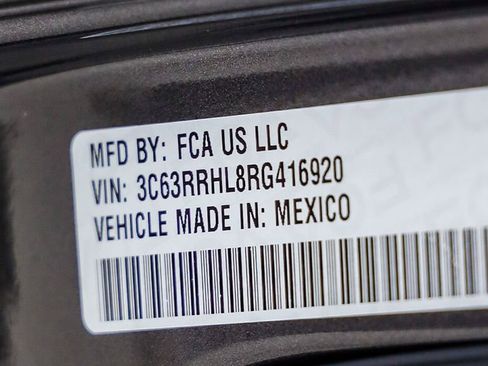 MFD BY: FCA US LLC
VIN: 3C63RRHL8RG416920
VEHICLE MADE IN: MEXICO